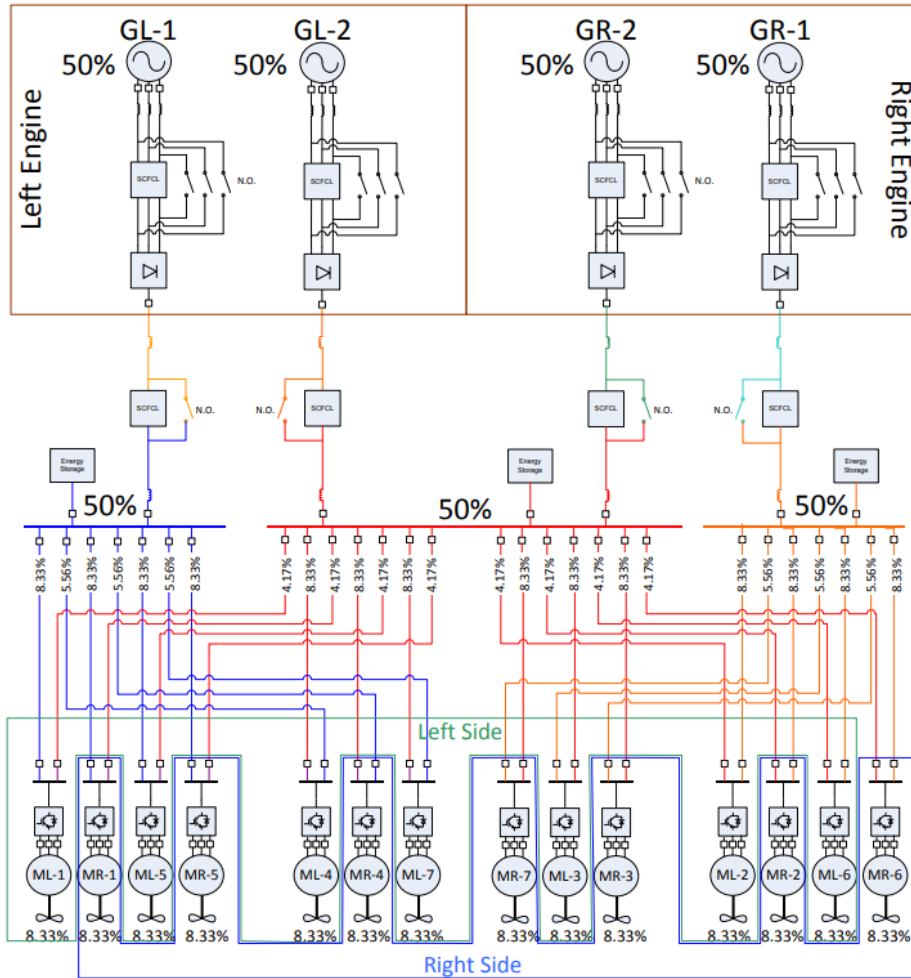 GL-1
GL-2
GR-2
GR-1
50%
50%
50%
50%
Left Engine
Right Engine
SCFCL
N.O.
SCFCL
SCFCL
N.O.
SCFCL
SCFCL
N.O.
N.O.
SCFCL
SCFCL
N.O.
N.O.
SCFCL
Energy
Storage
Energy
Storage
Energy
Storage
50%
50%
50%
8.33%
5.56%
8.33%
5.56%
8.33%
5.56%
8.33%
4.17%
8.33%
4.17%
8.33%
4.17%
8.33%
4.17%
4.17%
8.33%
4.17%
8.33%
4.17%
8.33%
4.17%
8.33%
5.56%
8.33%
5.56%
8.33%
5.56%
8.33%
Left Side
ML-1
MR-1
ML-5
MR-5
ML-4
MR-4
ML-7
MR-7
ML-3
MR-3
ML-2
MR-2
ML-6
MR-6
8.33%
8.33%
8.33%
8.33%
8.33%
8.33%
8.33%
8.33%
8.33%
8.33%
8.33%
8.33%
8.33%
8.33%
Right Side